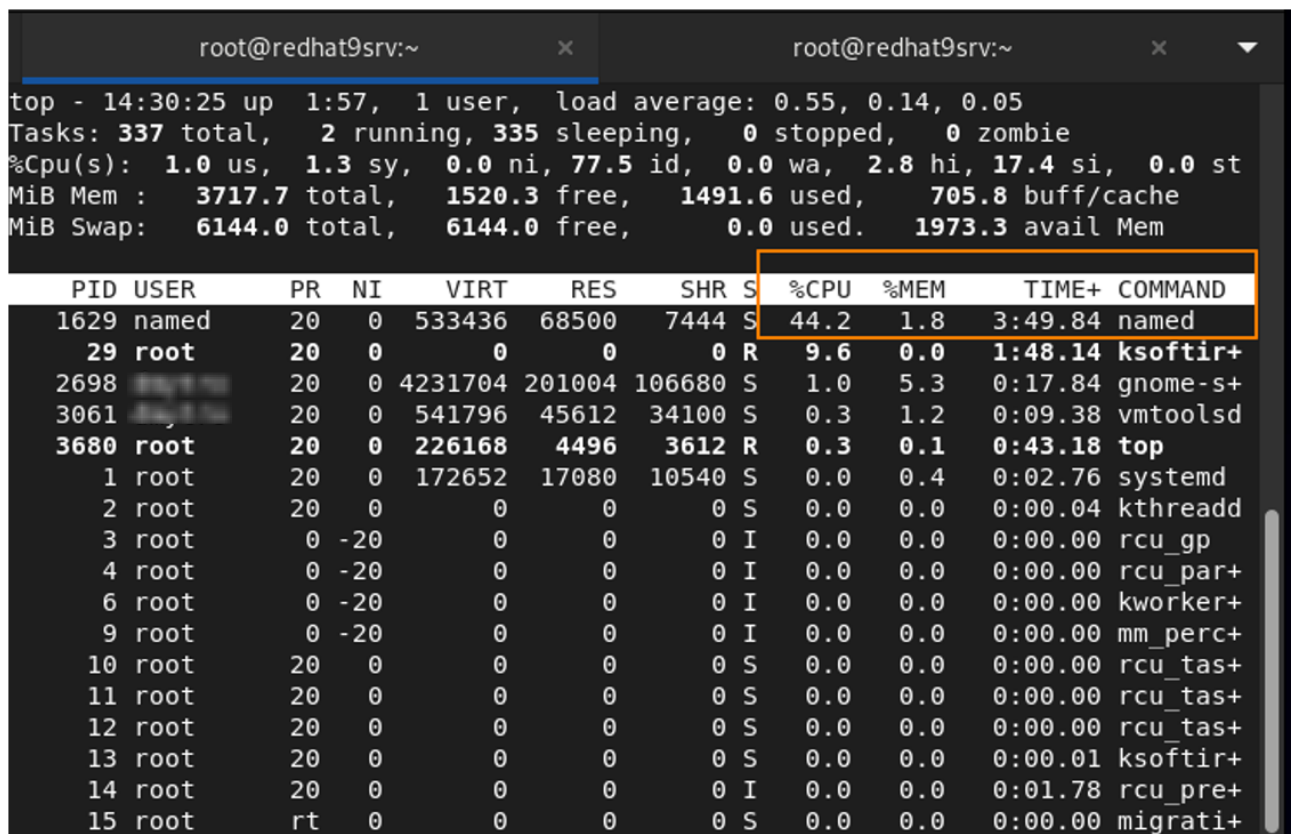 root@redhat9srv:~ × root@redhat9srv:~ ×
top - 14:30:25 up  1:57,  1 user,  load average: 0.55, 0.14, 0.05
Tasks: 337 total,   2 running, 335 sleeping,   0 stopped,   0 zombie
%Cpu(s):  1.0 us,  1.3 sy,  0.0 ni, 77.5 id,  0.0 wa,  2.8 hi, 17.4 si,  0.0 st
MiB Mem :   3717.7 total,   1520.3 free,   1491.6 used,    705.8 buff/cache
MiB Swap:   6144.0 total,   6144.0 free,      0.0 used.   1973.3 avail Mem
PID USER      PR  NI    VIRT    RES    SHR S  %CPU  %MEM     TIME+ COMMAND
1629 named     20   0  533436  68500   7444 S  44.2   1.8   3:49.84 named
29 root      20   0       0      0      0 R   9.6   0.0   1:48.14 ksoftir+
2698           20   0 4231704 201004 106680 S   1.0   5.3   0:17.84 gnome-s+
3061           20   0  541796  45612  34100 S   0.3   1.2   0:09.38 vmtoolsd
3680 root      20   0  226168   4496   3612 R   0.3   0.1   0:43.18 top
1 root      20   0  172652  17080  10540 S   0.0   0.4   0:02.76 systemd
2 root      20   0       0      0      0 S   0.0   0.0   0:00.04 kthreadd
3 root       0 -20       0      0      0 I   0.0   0.0   0:00.00 rcu_gp
4 root       0 -20       0      0      0 I   0.0   0.0   0:00.00 rcu_par+
6 root       0 -20       0      0      0 I   0.0   0.0   0:00.00 kworker+
9 root       0 -20       0      0      0 I   0.0   0.0   0:00.00 mm_perc+
10 root      20   0       0      0      0 S   0.0   0.0   0:00.00 rcu_tas+
11 root      20   0       0      0      0 S   0.0   0.0   0:00.00 rcu_tas+
12 root      20   0       0      0      0 S   0.0   0.0   0:00.00 rcu_tas+
13 root      20   0       0      0      0 S   0.0   0.0   0:00.01 ksoftir+
14 root      20   0       0      0      0 I   0.0   0.0   0:01.78 rcu_pre+
15 root      rt   0       0      0      0 S   0.0   0.0   0:00.00 migrati+